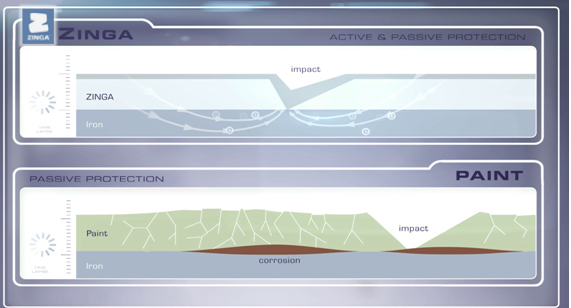 ZINGA
ZINGA
ACTIVE & PASSIVE PROTECTION
impact
ZINGA
Iron
PASSIVE PROTECTION
PAINT
impact
Paint
Iron
corrosion